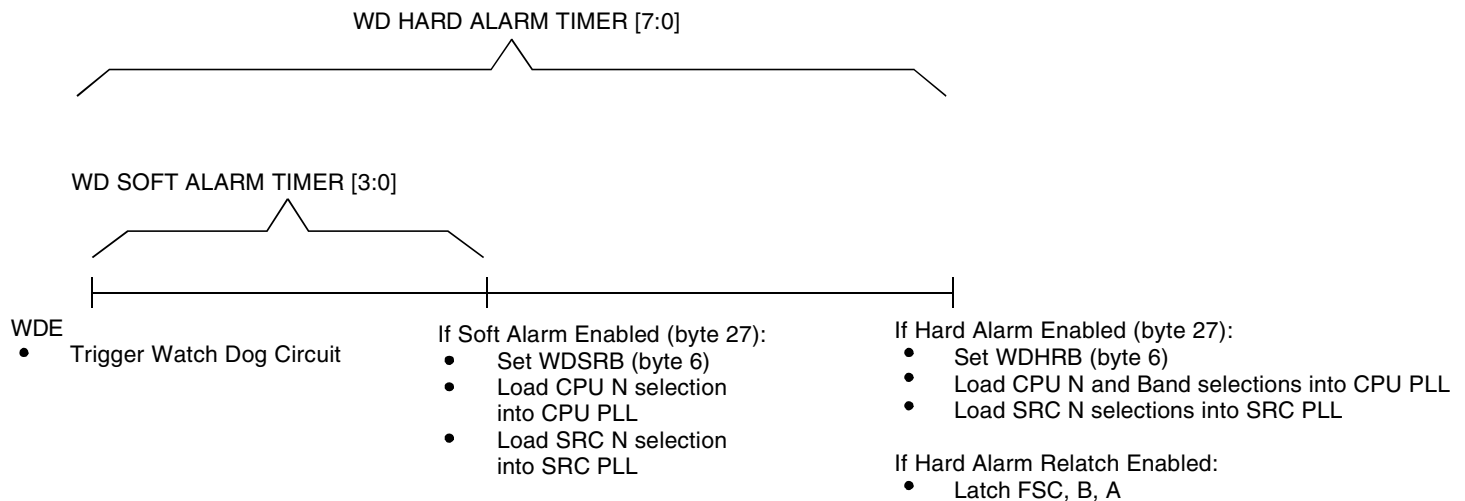 WD HARD ALARM TIMER [7:0]
WD SOFT ALARM TIMER [3:0]
WDE
• Trigger Watch Dog Circuit
If Soft Alarm Enabled (byte 27):
• Set WDSRB (byte 6)
• Load CPU N selection
into CPU PLL
• Load SRC N selection
into SRC PLL
If Hard Alarm Enabled (byte 27):
• Set WDHRB (byte 6)
• Load CPU N and Band selections into CPU PLL
• Load SRC N selections into SRC PLL
If Hard Alarm Relatch Enabled:
• Latch FSC, B, A